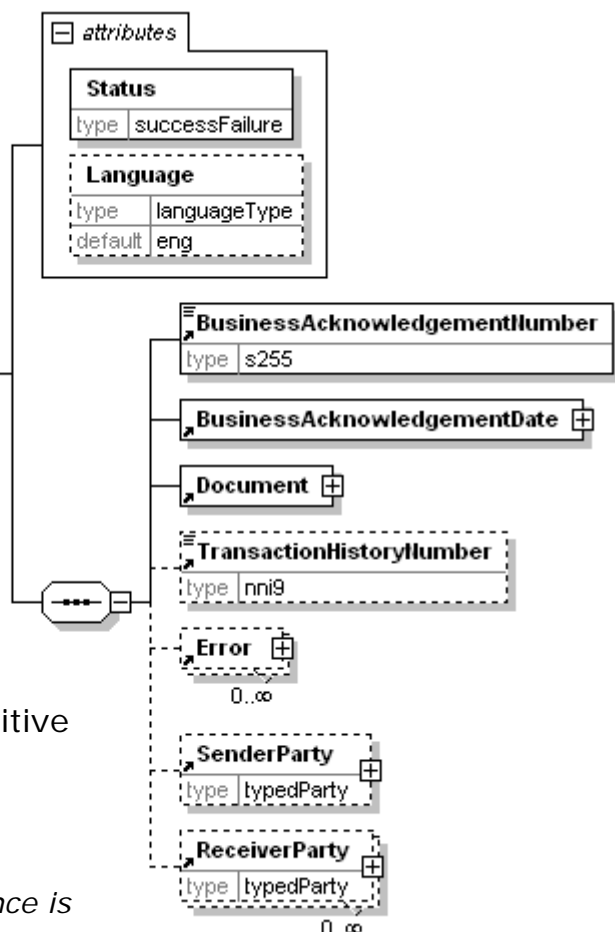 attributes
Status
type successFailure
Language
type languageType
default eng
BusinessAcknowledgementNumber
type s255
BusinessAcknowledgementDate
Document
TransactionHistoryNumber
type nni9
Error
0..∞
itive
SenderParty
type typedParty
ReceiverParty
type typedParty
nce is
0..∞